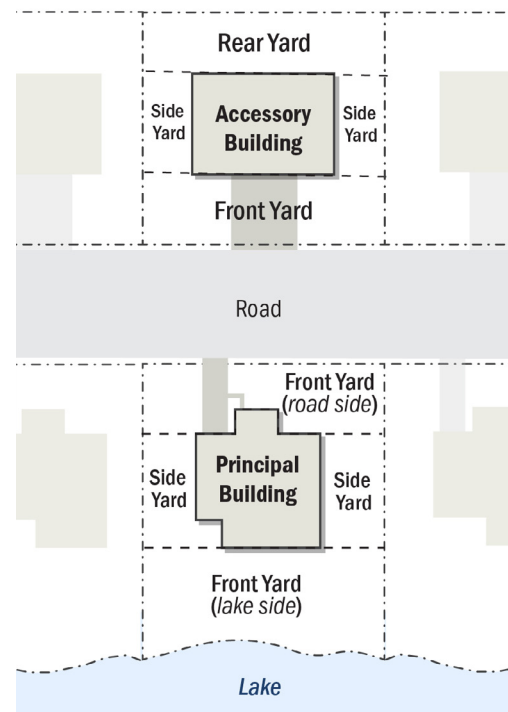 Rear Yard
Side
Yard
Accessory
Building
Side
Yard
Front Yard
Road
Front Yard
(road side)
Side
Yard
Principal
Building
Side
Yard
Front Yard
(lake side)
Lake